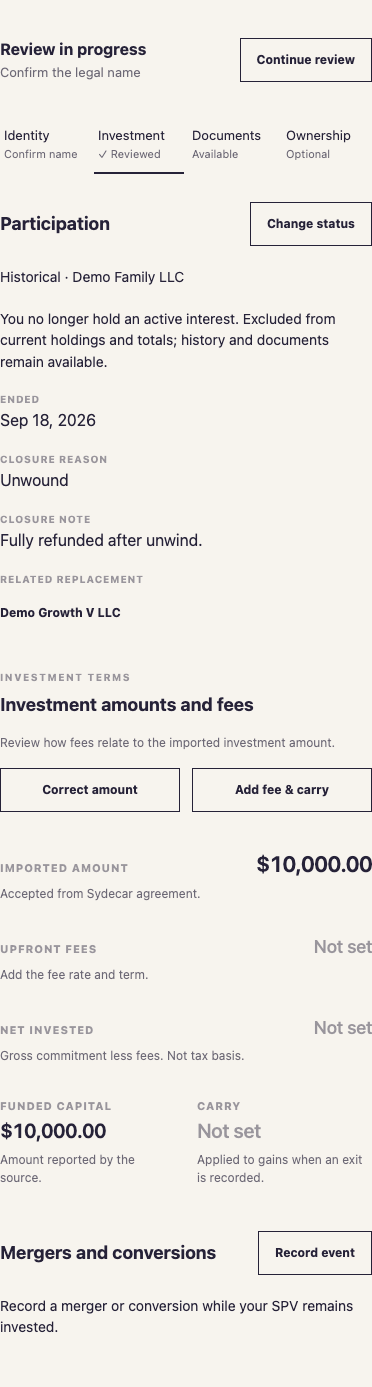 Review in progress
Confirm the legal name
Continue review
Identity
Confirm name
Investment
✓ Reviewed
Documents
Available
Ownership
Optional
Participation
Change status
Historical · Demo Family LLC
You no longer hold an active interest. Excluded from
current holdings and totals; history and documents
remain available.
ENDED
Sep 18, 2026
CLOSURE REASON
Unwound
CLOSURE NOTE
Fully refunded after unwind.
RELATED REPLACEMENT
Demo Growth V LLC
INVESTMENT TERMS
Investment amounts and fees
Review how fees relate to the imported investment amount.
Correct amount
Add fee & carry
IMPORTED AMOUNT
$10,000.00
Accepted from Sydecar agreement.
UPFRONT FEES
Not set
Add the fee rate and term.
NET INVESTED
Not set
Gross commitment less fees. Not tax basis.
FUNDED CAPITAL
$10,000.00
Amount reported by the
source.
CARRY
Not set
Applied to gains when an exit
is recorded.
Mergers and conversions
Record event
Record a merger or conversion while your SPV remains
invested.